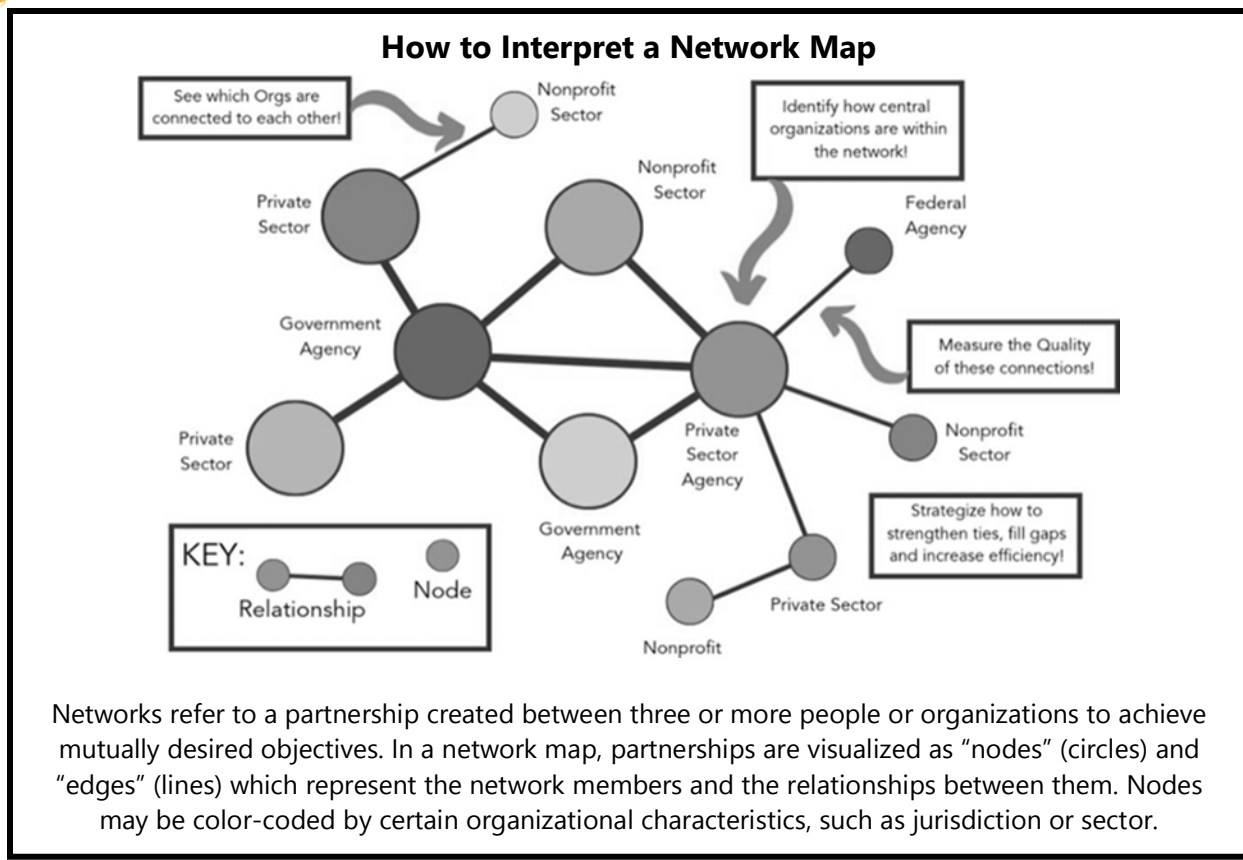 How to Interpret a Network Map
See which Orgs are
connected to each other!
Nonprofit
Sector
Identify how central
organizations are within
the network!
Nonprofit
Sector
Private
Sector
Federal
Agency
Government
Agency
Measure the Quality
of these connections!
Private
Sector
Private
Sector
Agency
Nonprofit
Sector
Government
Agency
Strategize how to
strengthen ties, fill gaps
and increase efficiency!
KEY:
Relationship
Node
Private Sector
Nonprofit
Networks refer to a partnership created between three or more people or organizations to achieve
mutually desired objectives. In a network map, partnerships are visualized as “nodes” (circles) and
“edges” (lines) which represent the network members and the relationships between them. Nodes
may be color-coded by certain organizational characteristics, such as jurisdiction or sector.